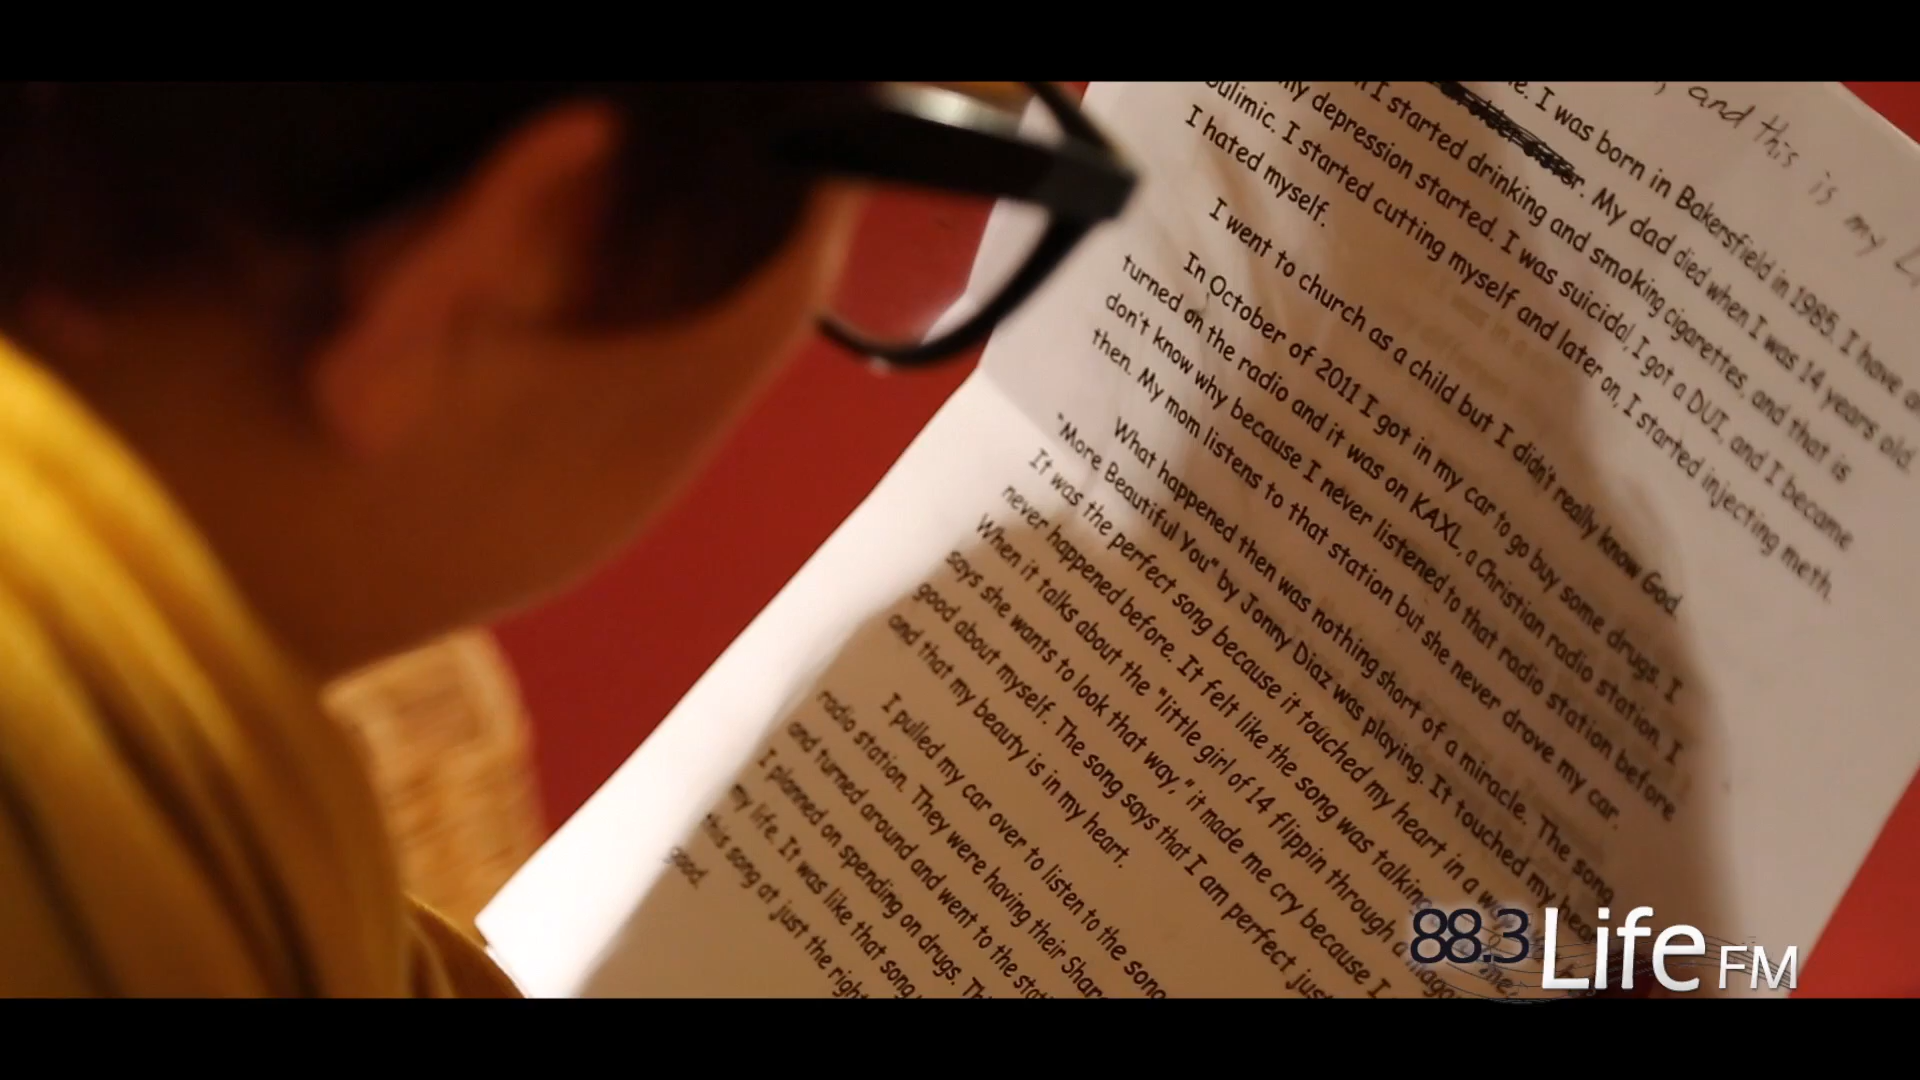 , and this is my
e. I was born in Bakersfield in 1985. I have
r. My dad died when I was 14 years old.
I started drinking and smoking cigarettes, and that is
my depression started. I was suicidal, I got a DUI, and I became
bulimic. I started cutting myself and later on, I started injecting meth.
I hated myself.
I went to church as a child but I didn't really know God.
In October of 2011 I got in my car to go buy some drugs. I
turned on the radio and it was on KAXL, a Christian radio station. I
don't know why because I never listened to that radio station before
then. My mom listens to that station but she never drove my car.
What happened then was nothing short of a miracle. The song
"More Beautiful You" by Jonny Diaz was playing. It touched my hear
It was the perfect song because it touched my heart in a w
never happened before. It felt like the song was talking me.
When it talks about the "little girl of 14 flippin through a magaz
says she wants to look that way," it made me cry because I
good about myself. The song says that I am perfect jus
and that my beauty is in my heart.
I pulled my car over to listen to the song
radio station. They were having their Shar
and turned around and went to the stat
I planned on spending on drugs. Th
my life. It was like that song
this song at just the right
good.
88.3 Life FM